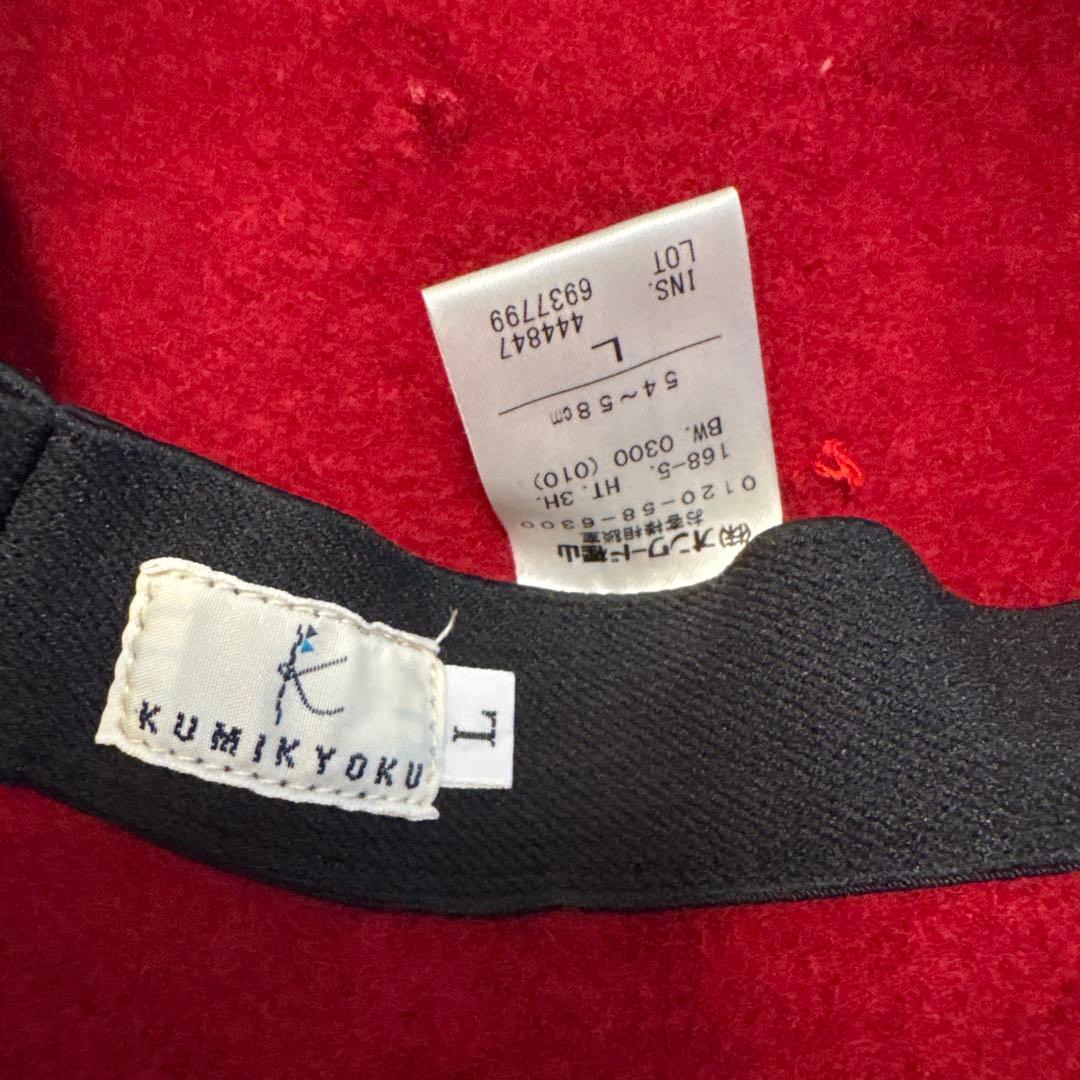 INS. 6937799
LOT 444847
L
54~58cm
BW. 0300 (010)
168-5. HT. 3H.
0120-58-6300
お客様相談室
㈱オンワード樫山
K
KUMIKYOKU
L